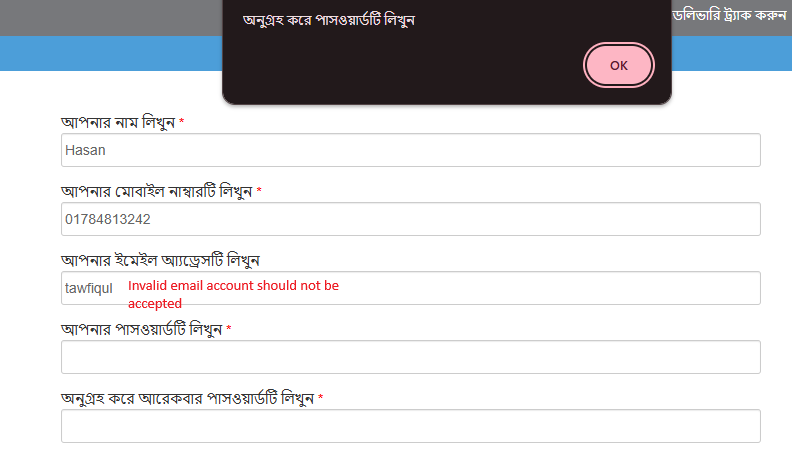 অনুগ্রহ করে পাসওয়ার্ডটি লিখুন
ডেলিভারি ট্র্যাক করুন
OK
আপনার নাম লিখুন *
Hasan
আপনার মোবাইল নাম্বারটি লিখুন *
01784813242
আপনার ইমেইল অ্যাড্রেসটি লিখুন
tawfiqul Invalid email account should not be
accepted
আপনার পাসওয়ার্ডটি লিখুন *
অনুগ্রহ করে আরেকবার পাসওয়ার্ডটি লিখুন *